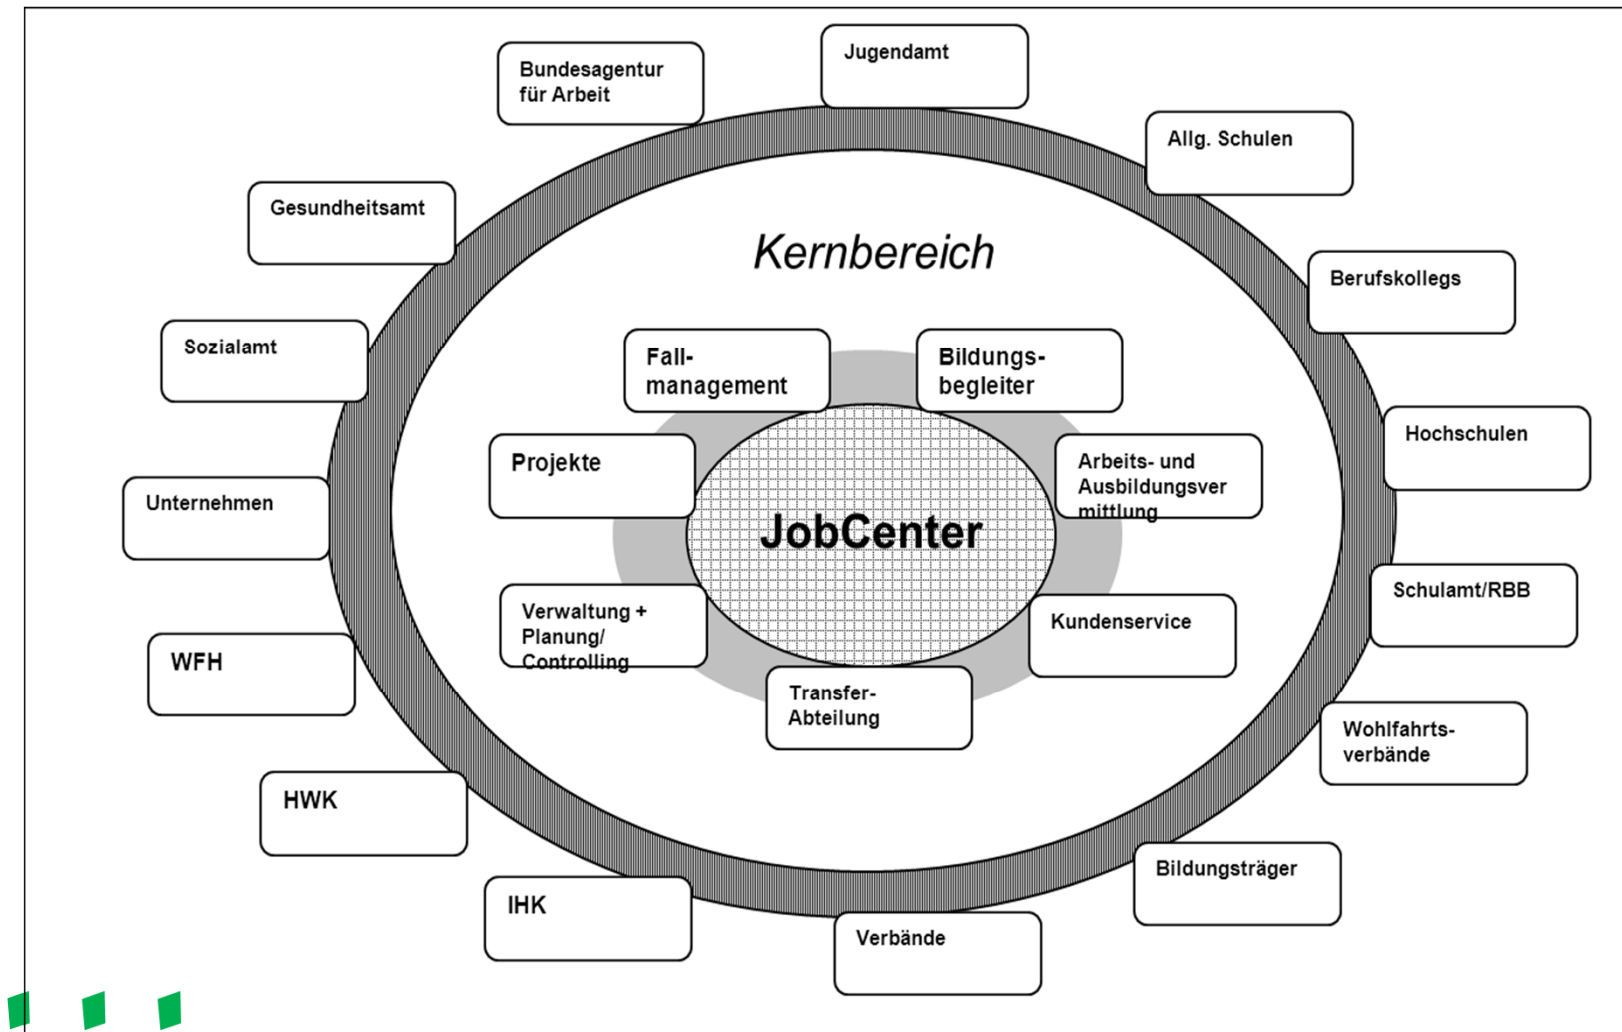 Jugendamt
Bundesagentur
für Arbeit
Allg. Schulen
Gesundheitsamt
Kernbereich
Berufskollegs
Sozialamt
Fall-
management
Bildungs-
begleiter
Hochschulen
Projekte
Arbeits- und
Ausbildungsver
mittlung
Unternehmen
JobCenter
Schulamt/RBB
Verwaltung +
Planung/
Controlling
Kundenservice
WFH
Transfer-
Abteilung
Wohlfahrts-
verbände
HWK
Bildungsträger
IHK
Verbände